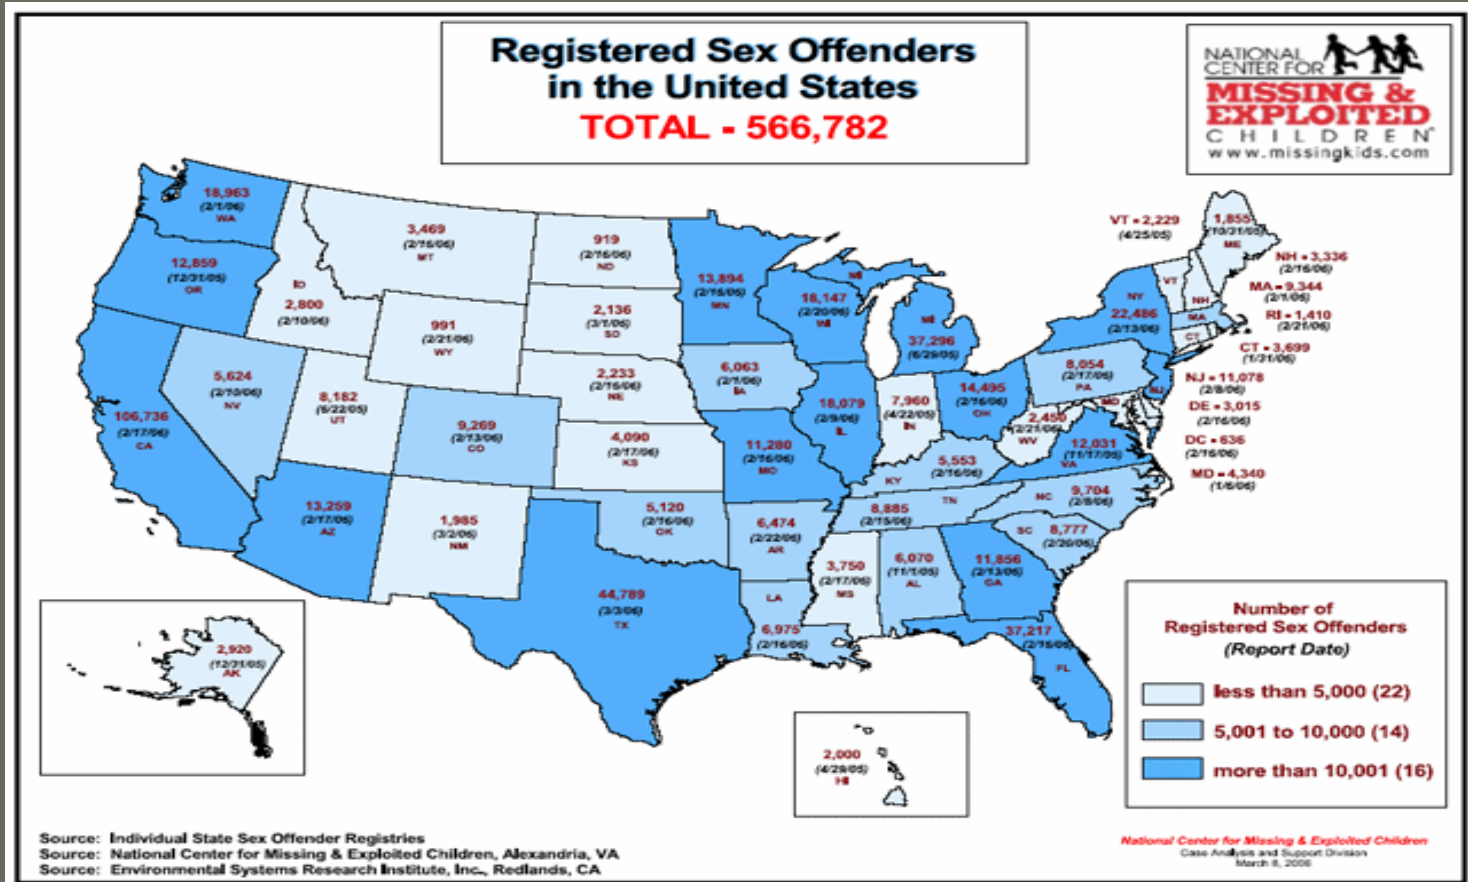 Registered Sex Offenders
in the United States
TOTAL - 566,782
NATIONAL
CENTER FOR
MISSING &
EXPLOITED
CHILDREN
www.missingkids.com
18,963
(2/1/06)
WA
12,859
(12/31/05)
OR
106,736
(2/17/06)
CA
5,624
(2/10/06)
NV
ID
2,800
(2/10/06)
3,469
(2/16/06)
MT
991
(2/21/06)
WY
8,182
(6/22/05)
UT
9,269
(2/13/06)
CO
13,259
(2/17/06)
AZ
1,985
(3/2/06)
NM
919
(2/16/06)
ND
2,136
(3/1/06)
SD
2,233
(2/16/06)
NE
4,090
(2/17/06)
KS
5,120
(2/16/06)
OK
44,789
(3/3/06)
TX
13,894
(2/15/06)
MN
6,063
(2/1/06)
IA
11,280
(2/16/06)
MO
6,474
(2/22/06)
AR
LA
6,975
(2/16/06)
18,147
(2/20/06)
WI
18,079
(2/9/06)
IL
MI
MI
37,296
(6/29/05)
7,960
(4/22/05)
IN
14,495
(2/16/06)
OH
KY
5,553
(2/16/06)
TN
8,885
(2/15/06)
3,750
(2/17/06)
MS
6,070
(11/1/05)
AL
11,856
(2/13/06)
GA
37,217
(2/15/06)
FL
SC
8,777
(2/20/06)
NC
9,704
(2/8/06)
12,031
(11/17/05)
VA
2,450
(2/21/06)
WV
8,054
(2/17/06)
PA
NY
22,486
(2/13/06)
VT
NH
MA
CT
NJ
MD
1,855
(10/31/05)
ME
VT = 2,229
(4/25/05)
NH = 3,336
(2/16/06)
MA = 9,344
(2/1/06)
RI = 1,410
(2/21/06)
CT = 3,699
(1/31/06)
NJ = 11,078
(2/8/06)
DE = 3,015
(2/16/06)
DC = 636
(2/16/06)
MD = 4,340
(1/6/06)
2,920
(12/31/05)
AK
2,000
(4/29/05)
HI
Number of
Registered Sex Offenders
(Report Date)
less than 5,000 (22)
5,001 to 10,000 (14)
more than 10,001 (16)
Source: Individual State Sex Offender Registries
Source: National Center for Missing & Exploited Children, Alexandria, VA
Source: Environmental Systems Research Institute, Inc., Redlands, CA
National Center for Missing & Exploited Children
Case Analysis and Support Division
March 8, 2006